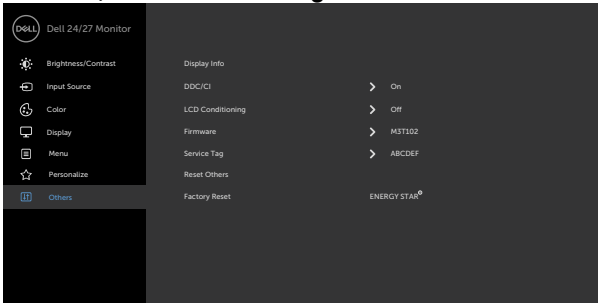 DELL Dell 24/27 Monitor
Brightness/Contrast Display Info
Input Source DDC/CI On
Color LCD Conditioning Off
Display Firmware M3T102
Menu Service Tag ABCDEF
Personalize Reset Others
Others Factory Reset ENERGY STAR®